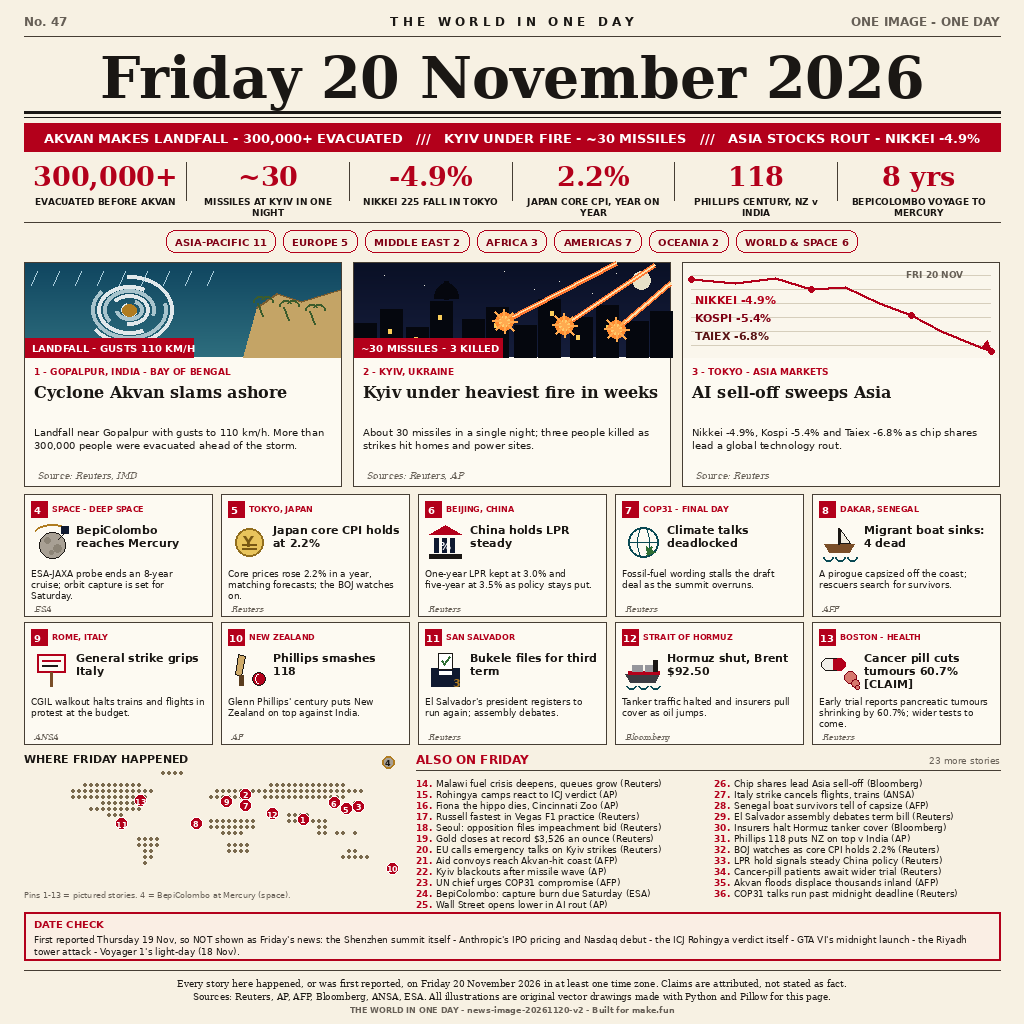 No. 47
THE WORLD IN ONE DAY
ONE IMAGE - ONE DAY
Friday 20 November 2026
AKVAN MAKES LANDFALL - 300,000+ EVACUATED /// KYIV UNDER FIRE - ~30 MISSILES /// ASIA STOCKS ROUT - NIKKEI -4.9%
300,000+
EVACUATED BEFORE AKVAN
~30
MISSILES AT KYIV IN ONE
NIGHT
-4.9%
NIKKEI 225 FALL IN TOKYO
2.2%
JAPAN CORE CPI, YEAR ON
YEAR
118
PHILLIPS CENTURY, NZ v
INDIA
8 yrs
BEPICOLOMBO VOYAGE TO
MERCURY
ASIA-PACIFIC 11
EUROPE 5
MIDDLE EAST 2
AFRICA 3
AMERICAS 7
OCEANIA 2
WORLD & SPACE 6
LANDFALL - GUSTS 110 KM/H
1 - GOPALPUR, INDIA - BAY OF BENGAL
Cyclone Akvan slams ashore
Landfall near Gopalpur with gusts to 110 km/h. More than
300,000 people were evacuated ahead of the storm.
Source: Reuters, IMD
~30 MISSILES - 3 KILLED
2 - KYIV, UKRAINE
Kyiv under heaviest fire in weeks
About 30 missiles in a single night; three people killed as
strikes hit homes and power sites.
Sources: Reuters, AP
FRI 20 NOV
NIKKEI -4.9%
KOSPI -5.4%
TAIEX -6.8%
3 - TOKYO - ASIA MARKETS
AI sell-off sweeps Asia
Nikkei -4.9%, Kospi -5.4% and Taiex -6.8% as chip shares
lead a global technology rout.
Source: Reuters
4 SPACE - DEEP SPACE
BepiColombo
reaches Mercury
ESA-JAXA probe ends an 8-year
cruise; orbit capture is set for
Saturday.
ESA
5 TOKYO, JAPAN
¥
Japan core CPI holds
at 2.2%
Core prices rose 2.2% in a year,
matching forecasts; the BOJ watches
on.
Reuters
6 BEIJING, CHINA
%
China holds LPR
steady
One-year LPR kept at 3.0% and
five-year at 3.5% as policy stays put.
Reuters
7 COP31 - FINAL DAY
Climate talks
deadlocked
Fossil-fuel wording stalls the draft
deal as the summit overruns.
Reuters
8 DAKAR, SENEGAL
Migrant boat sinks:
4 dead
A pirogue capsized off the coast;
rescuers search for survivors.
AFP
9 ROME, ITALY
General strike grips
Italy
CGIL walkout halts trains and flights in
protest at the budget.
ANSA
10 NEW ZEALAND
Phillips smashes
118
Glenn Phillips' century puts New
Zealand on top against India.
AP
11 SAN SALVADOR
3
Bukele files for third
term
El Salvador's president registers to
run again; assembly debates.
Reuters
12 STRAIT OF HORMUZ
Hormuz shut, Brent
$92.50
Tanker traffic halted and insurers pull
cover as oil jumps.
Bloomberg
13 BOSTON - HEALTH
Cancer pill cuts
tumours 60.7%
[CLAIM]
Early trial reports pancreatic tumours
shrinking by 60.7%; wider tests to
come.
Reuters
WHERE FRIDAY HAPPENED
4
13
9
2
7
12
6
5
3
11
8
1
10
Pins 1-13 = pictured stories. 4 = BepiColombo at Mercury (space).
ALSO ON FRIDAY
23 more stories
14. Malawi fuel crisis deepens, queues grow (Reuters)
15. Rohingya camps react to ICJ verdict (AP)
16. Fiona the hippo dies, Cincinnati Zoo (AP)
17. Russell fastest in Vegas F1 practice (Reuters)
18. Seoul: opposition files impeachment bid (Reuters)
19. Gold closes at record $3,526 an ounce (Reuters)
20. EU calls emergency talks on Kyiv strikes (Reuters)
21. Aid convoys reach Akvan-hit coast (AFP)
22. Kyiv blackouts after missile wave (AP)
23. UN chief urges COP31 compromise (AFP)
24. BepiColombo: capture burn due Saturday (ESA)
25. Wall Street opens lower in AI rout (AP)
26. Chip shares lead Asia sell-off (Bloomberg)
27. Italy strike cancels flights, trains (ANSA)
28. Senegal boat survivors tell of capsize (AFP)
29. El Salvador assembly debates term bill (Reuters)
30. Insurers halt Hormuz tanker cover (Bloomberg)
31. Phillips 118 puts NZ on top v India (AP)
32. BOJ watches as core CPI holds 2.2% (Reuters)
33. LPR hold signals steady China policy (Reuters)
34. Cancer-pill patients await wider trial (Reuters)
35. Akvan floods displace thousands inland (AFP)
36. COP31 talks run past midnight deadline (Reuters)
DATE CHECK
First reported Thursday 19 Nov, so NOT shown as Friday's news: the Shenzhen summit itself - Anthropic's IPO pricing and Nasdaq debut - the ICJ Rohingya verdict itself - GTA VI's midnight launch - the Riyadh
tower attack - Voyager 1's light-day (18 Nov).
Every story here happened, or was first reported, on Friday 20 November 2026 in at least one time zone. Claims are attributed, not stated as fact.
Sources: Reuters, AP, AFP, Bloomberg, ANSA, ESA. All illustrations are original vector drawings made with Python and Pillow for this page.
THE WORLD IN ONE DAY - news-image-20261120-v2 - Built for make.fun